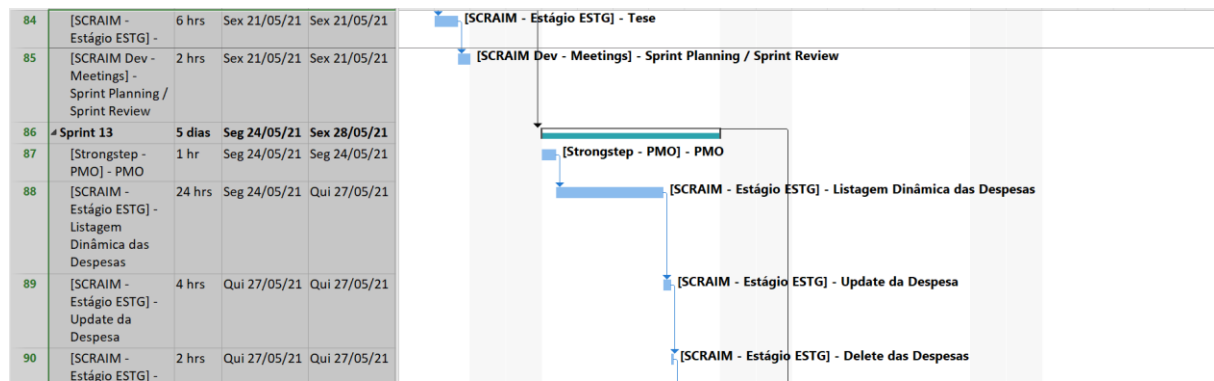 84 [SCRAIM - 6 hrs Sex 21/05/21 Sex 21/05/21 [SCRAIM - Estágio ESTG] - Tese
Estágio ESTG] -
85 [SCRAIM Dev - 2 hrs Sex 21/05/21 Sex 21/05/21 [SCRAIM Dev - Meetings] - Sprint Planning / Sprint Review
Meetings] -
Sprint Planning /
Sprint Review
86 Sprint 13 5 dias Seg 24/05/21 Sex 28/05/21
87 [Strongstep - 1 hr Seg 24/05/21 Seg 24/05/21 [Strongstep - PMO] - PMO
PMO] - PMO
88 [SCRAIM - 24 hrs Seg 24/05/21 Qui 27/05/21 [SCRAIM - Estágio ESTG] - Listagem Dinâmica das Despesas
Estágio ESTG] -
Listagem
Dinâmica das
Despesas
89 [SCRAIM - 4 hrs Qui 27/05/21 Qui 27/05/21 [SCRAIM - Estágio ESTG] - Update da Despesa
Estágio ESTG] -
Update da
Despesa
90 [SCRAIM - 2 hrs Qui 27/05/21 Qui 27/05/21 [SCRAIM - Estágio ESTG] - Delete das Despesas
Estágio ESTG] -